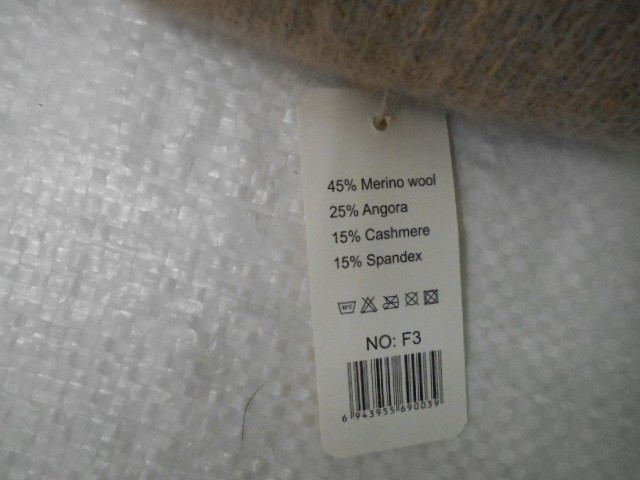 45% Merino wool
25% Angora
15% Cashmere
15% Spandex
NO: F3
6 943955 690039